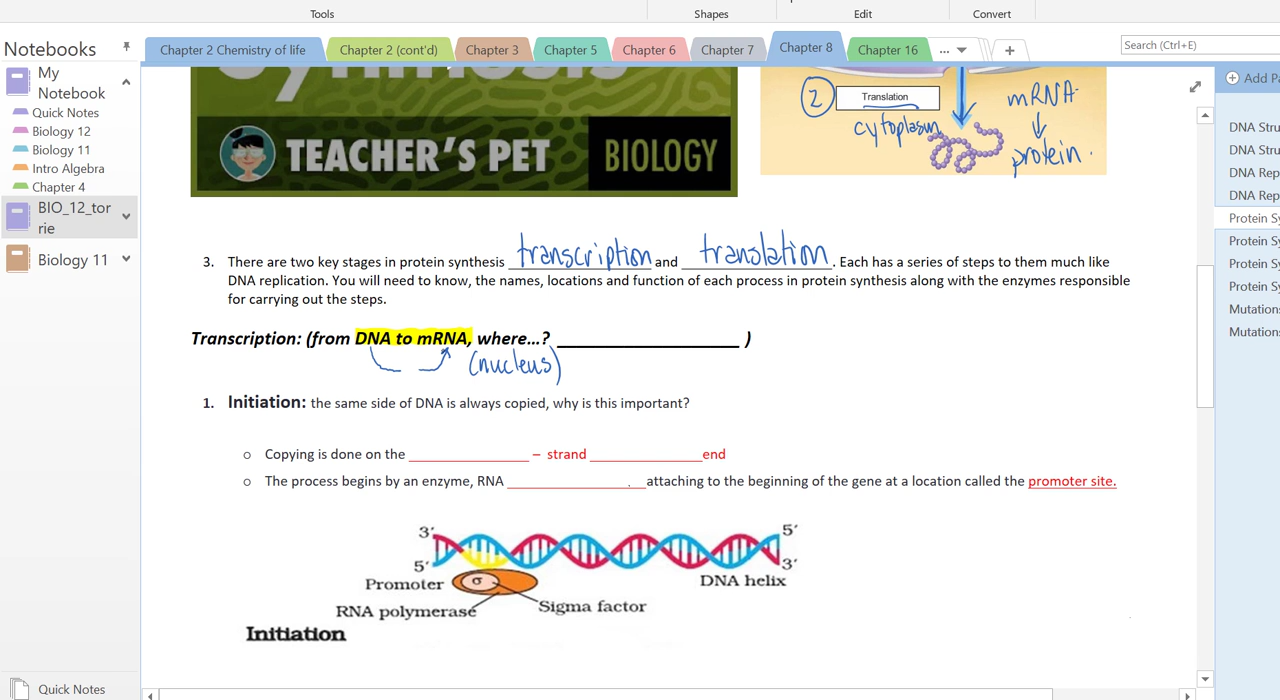 Tools Shapes Edit Convert
Notebooks
Chapter 2 Chemistry of life Chapter 2 (cont'd) Chapter 3 Chapter 5 Chapter 6 Chapter 7 Chapter 8 Chapter 16 ... +
Search (Ctrl+E)
My Notebook
Quick Notes
Biology 12
Biology 11
Intro Algebra
Chapter 4
BIO_12_tor
rie
Biology 11
Quick Notes
Add Pa
DNA Stru
DNA Stru
DNA Rep
DNA Rep
Protein Sy
Protein Sy
Protein Sy
Protein Sy
Mutation
Mutation
TEACHER'S PET BIOLOGY
2 Translation
cytoplasm
mRNA
protein.
3. There are two key stages in protein synthesis transcription and translation. Each has a series of steps to them much like
DNA replication. You will need to know, the names, locations and function of each process in protein synthesis along with the enzymes responsible
for carrying out the steps.
Transcription: (from DNA to mRNA, where...? ____________________ )
(nucleus)
1. Initiation: the same side of DNA is always copied, why is this important?
o Copying is done on the ______________ – strand ______________end
o The process begins by an enzyme, RNA _________________attaching to the beginning of the gene at a location called the promoter site.
3′ 5′
5′ 3′
Promoter σ DNA helix
RNA polymerase Sigma factor
Initiation